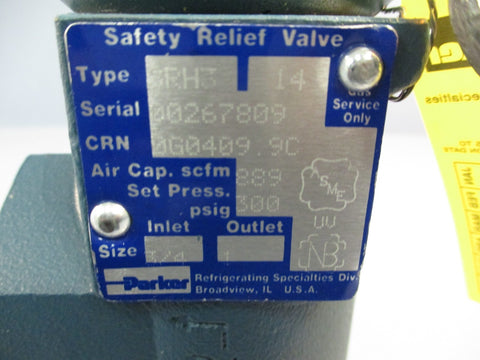 Safety Relief Valve
Type SRH3 14
Gas
Service
Only
Serial 00267809
CRN 0G0409.9C
Air Cap. scfm 889
Set Press.
psig 300
ASME
UV
NB
Inlet Outlet
Size 3/4 1
Parker
Refrigerating Specialties Div.
Broadview, IL U.S.A.